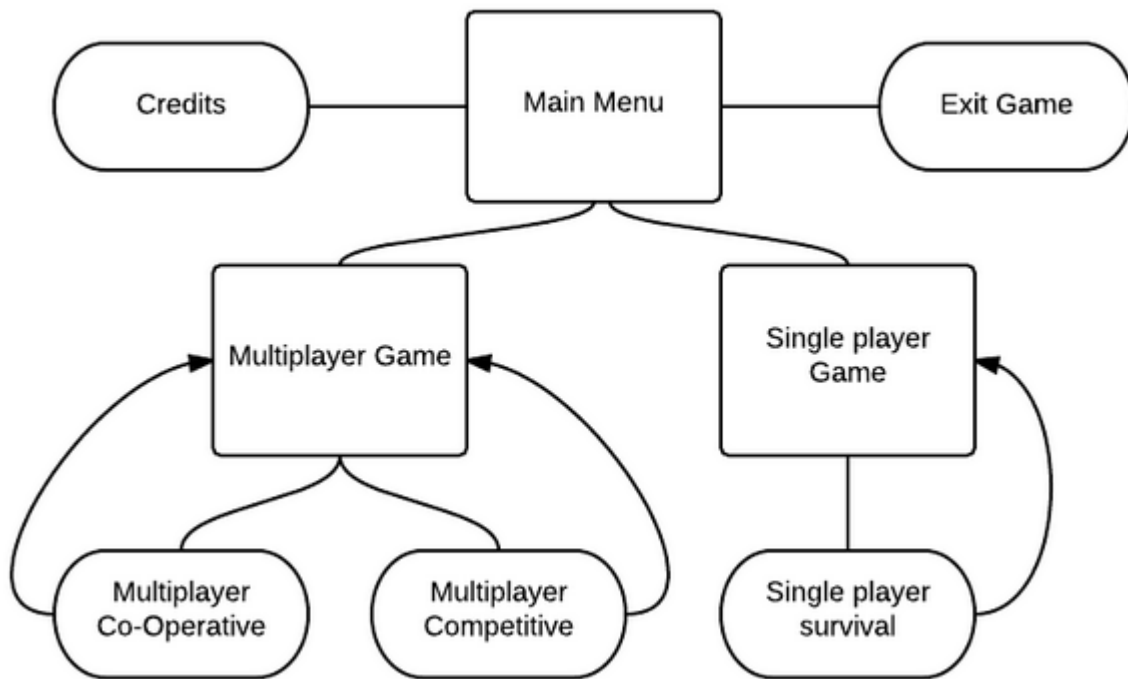 Credits
Main Menu
Exit Game
Multiplayer Game
Single player
Game
Multiplayer
Co-Operative
Multiplayer
Competitive
Single player
survival